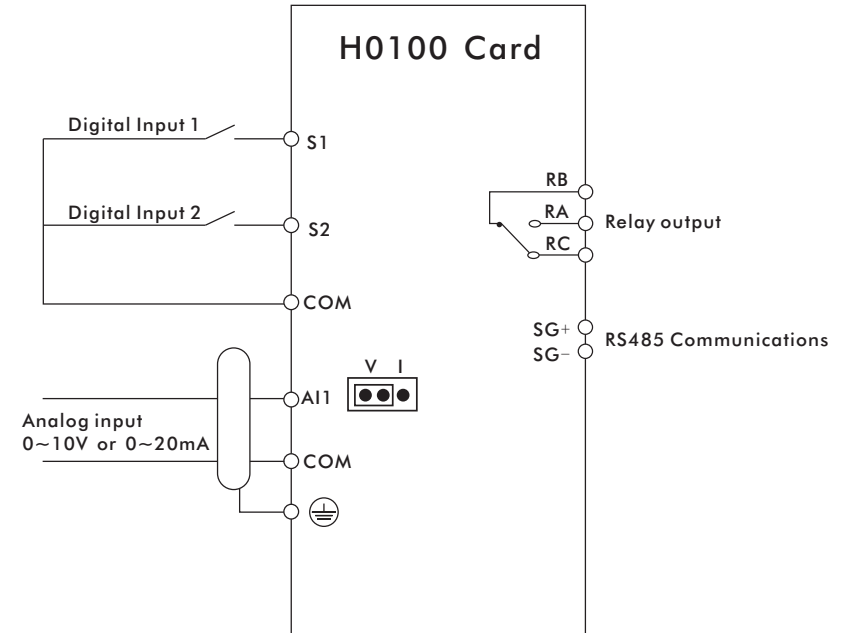 H0100 Card
Digital Input 1
S1
Digital Input 2
S2
COM
RB
RA
Relay output
RC
SG+
SG−
RS485 Communications
V I
AI1
Analog input
0~10V or 0~20mA
COM